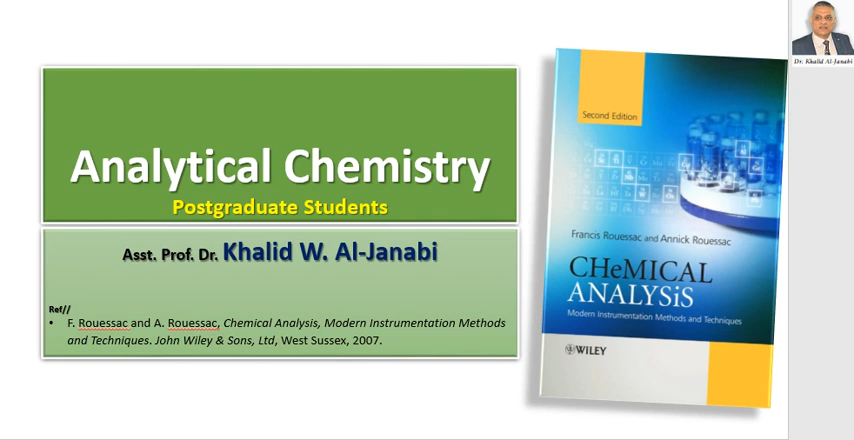 Analytical Chemistry
Postgraduate Students
Asst. Prof. Dr. Khalid W. Al-Janabi
Ref//
• F. Rouessac and A. Rouessac, Chemical Analysis, Modern Instrumentation Methods
and Techniques. John Wiley & Sons, Ltd, West Sussex, 2007.
Second Edition
Francis Rouessac and Annick Rouessac
CHeMICAL
ANALYSiS
Modern Instrumentation Methods and Techniques
WILEY
Dr. Khalid Al-Janabi